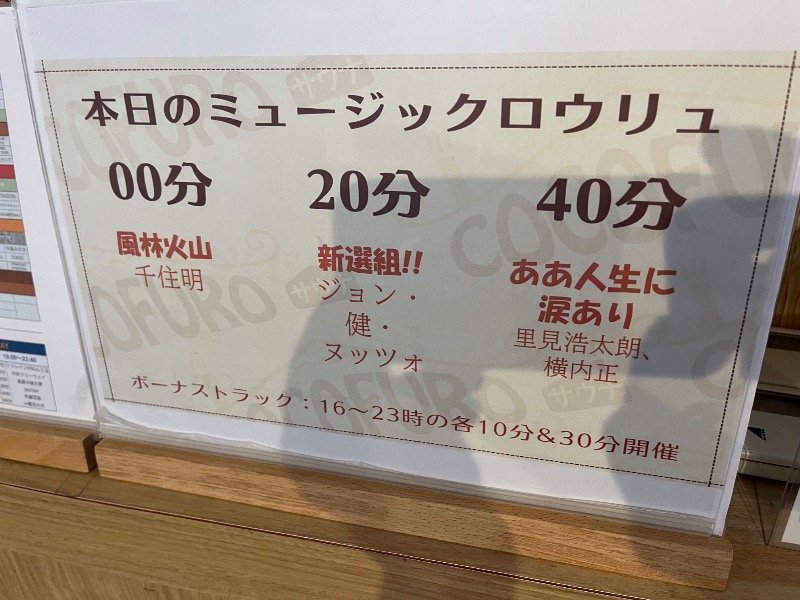 本日のミュージックロウリュ
00分
風林火山
千住明
20分
新選組!!
ジョン・
健・
ヌッツォ
40分
ああ人生に
涙あり
里見浩太朗、
横内正
ボーナストラック：16〜23時の各10分&30分開催
COCOFURO サウナ